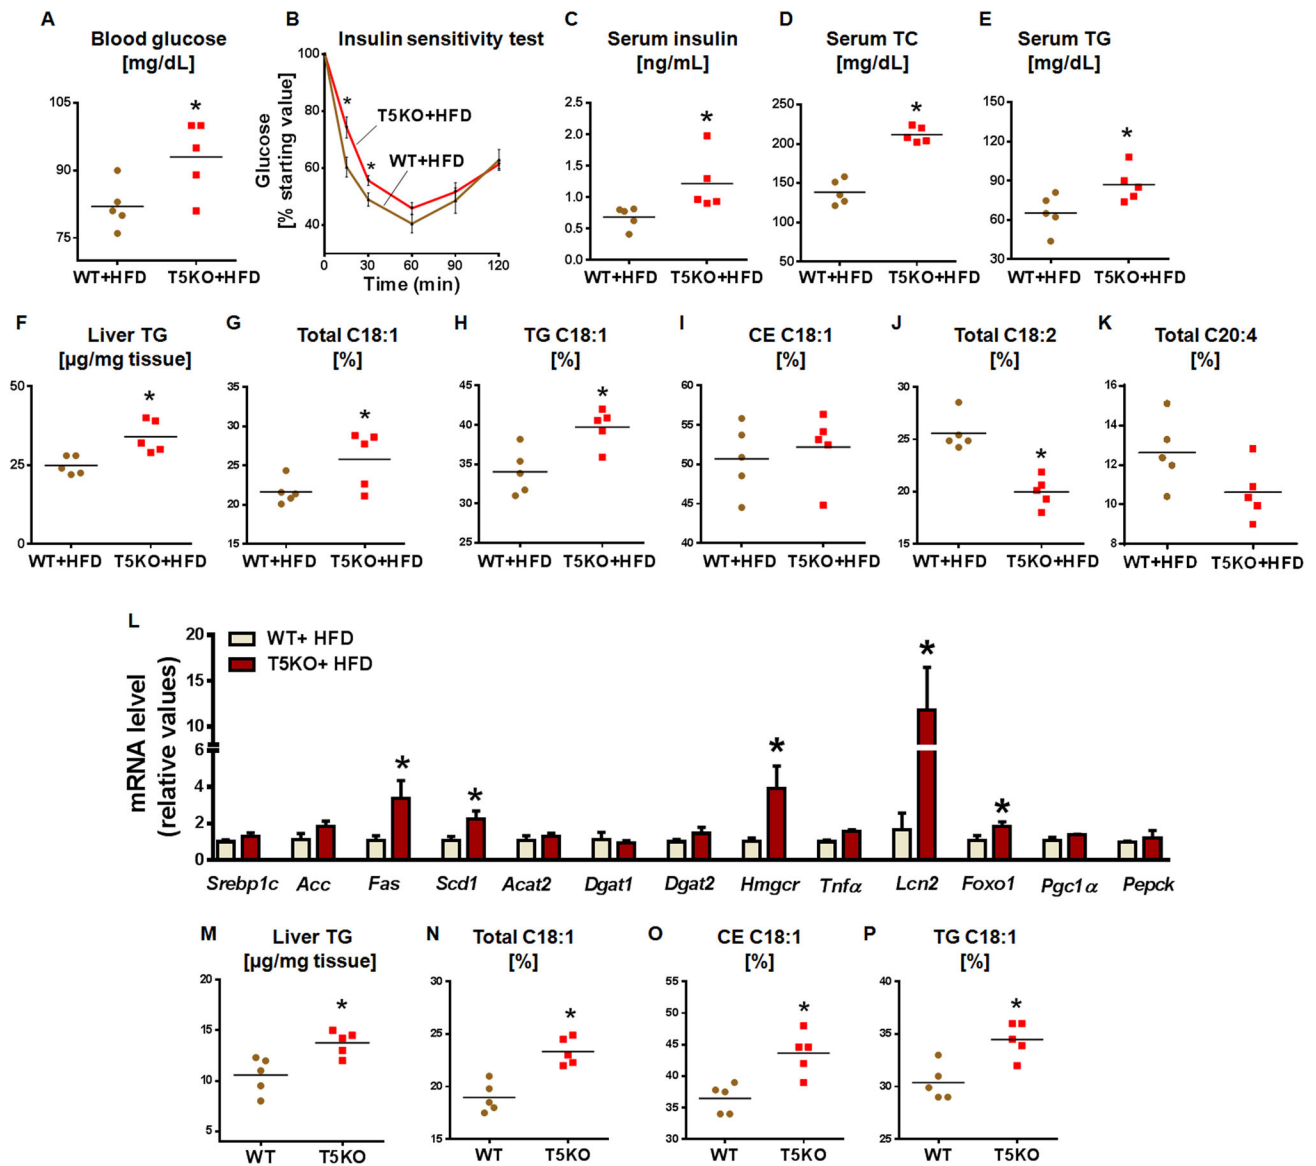 A
Blood glucose
[mg/dL]
105
90
75
*
WT+HFD T5KO+HFD
B
Insulin sensitivity test
Glucose
[% starting value]
100
80
60
40
*
*
T5KO+HFD
WT+HFD
0 30 60 90 120
Time (min)
C
Serum insulin
[ng/mL]
2.5
2.0
1.5
1.0
0.5
0.0
*
WT+HFD T5KO+HFD
D
Serum TC
[mg/dL]
250
200
150
100
50
*
WT+HFD T5KO+HFD
E
Serum TG
[mg/dL]
150
120
90
60
30
*
WT+HFD T5KO+HFD
F
Liver TG
[µg/mg tissue]
50
25
0
*
WT+HFD T5KO+HFD
G
Total C18:1
[%]
35
30
25
20
15
*
WT+HFD T5KO+HFD
H
TG C18:1
[%]
45
40
35
30
25
*
WT+HFD T5KO+HFD
I
CE C18:1
[%]
60
55
50
45
40
WT+HFD T5KO+HFD
J
Total C18:2
[%]
30
25
20
15
*
WT+HFD T5KO+HFD
K
Total C20:4
[%]
16
14
12
10
8
WT+HFD T5KO+HFD
L
mRNA lelvel
(relative values)
20
15
10
6
4
2
0
WT+ HFD
T5KO+ HFD
* * * * *
Srebp1c Acc Fas Scd1 Acat2 Dgat1 Dgat2 Hmgcr Tnfα Lcn2 Foxo1 Pgc1α Pepck
M
Liver TG
[µg/mg tissue]
20
15
10
5
*
WT T5KO
N
Total C18:1
[%]
30
25
20
15
*
WT T5KO
O
CE C18:1
[%]
55
50
45
40
35
30
*
WT T5KO
P
TG C18:1
[%]
40
35
30
25
*
WT T5KO